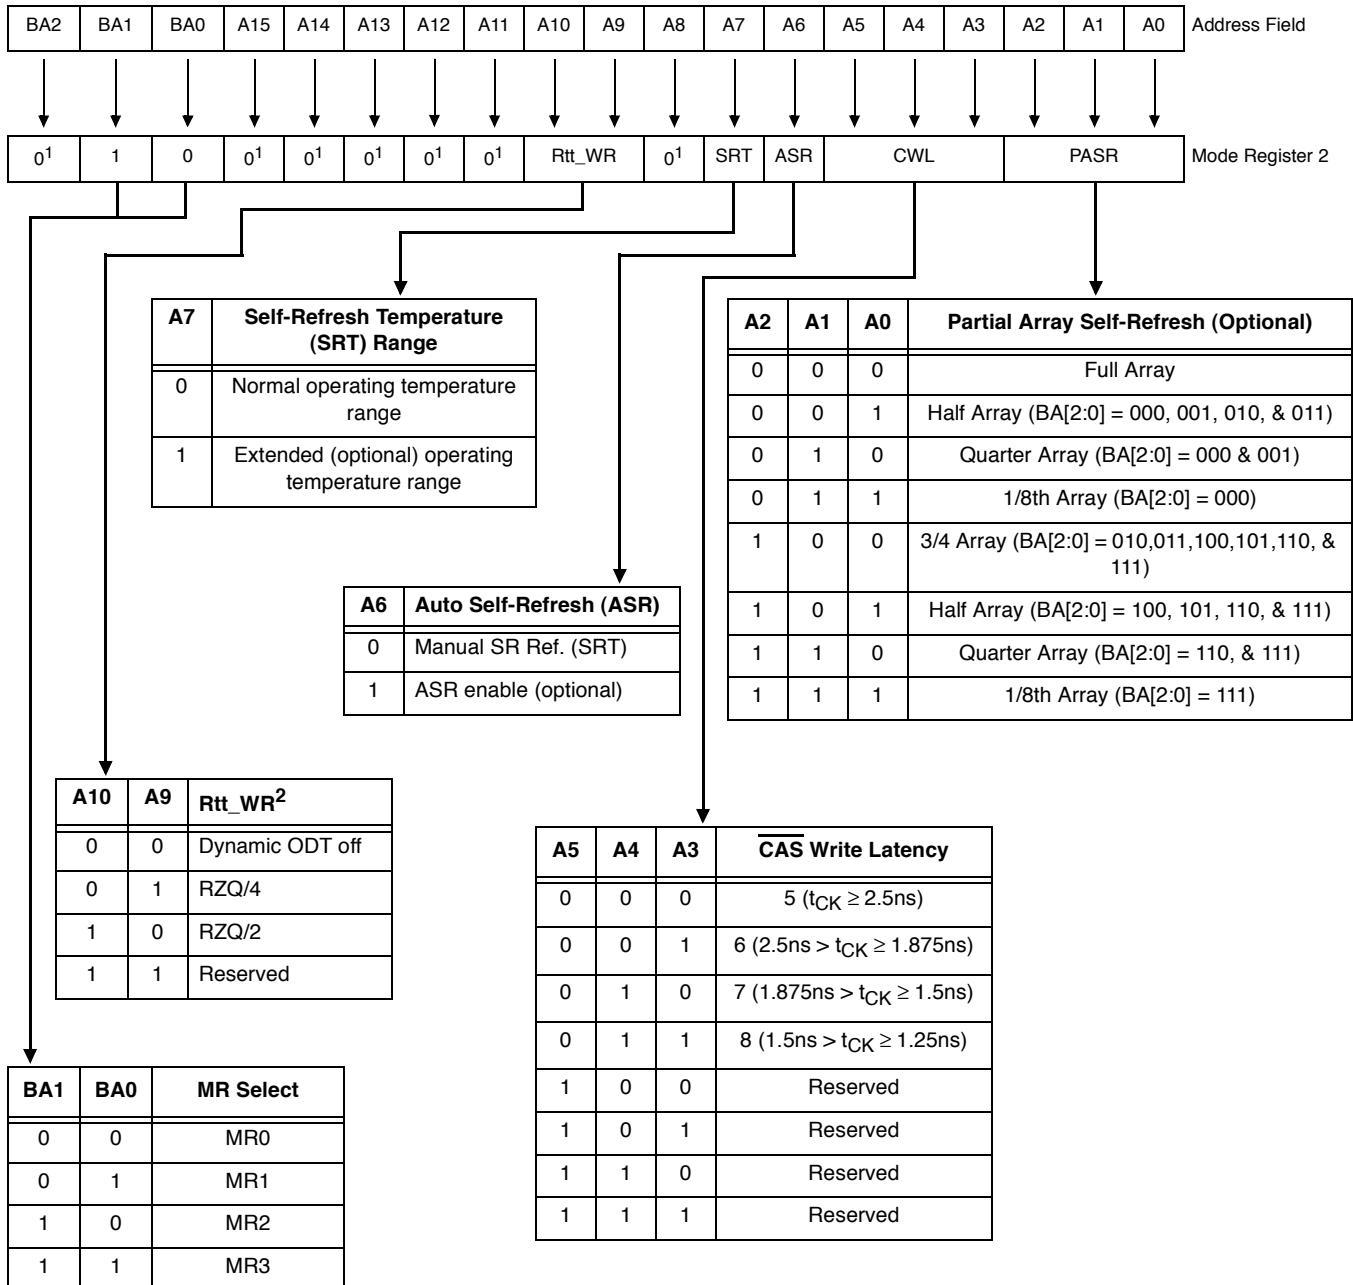 BA2 BA1 BA0 A15 A14 A13 A12 A11 A10 A9 A8 A7 A6 A5 A4 A3 A2 A1 A0 Address Field
0¹ 1 0 0¹ 0¹ 0¹ 0¹ 0¹ Rtt_WR 0¹ SRT ASR CWL PASR Mode Register 2
A7 Self-Refresh Temperature
(SRT) Range
0 Normal operating temperature
range
1 Extended (optional) operating
temperature range
A2 A1 A0 Partial Array Self-Refresh (Optional)
0 0 0 Full Array
0 0 1 Half Array (BA[2:0] = 000, 001, 010, & 011)
0 1 0 Quarter Array (BA[2:0] = 000 & 001)
0 1 1 1/8th Array (BA[2:0] = 000)
1 0 0 3/4 Array (BA[2:0] = 010,011,100,101,110, &
111)
1 0 1 Half Array (BA[2:0] = 100, 101, 110, & 111)
1 1 0 Quarter Array (BA[2:0] = 110, & 111)
1 1 1 1/8th Array (BA[2:0] = 111)
A6 Auto Self-Refresh (ASR)
0 Manual SR Ref. (SRT)
1 ASR enable (optional)
A10 A9 Rtt_WR²
0 0 Dynamic ODT off
0 1 RZQ/4
1 0 RZQ/2
1 1 Reserved
A5 A4 A3 C̅A̅S̅ Write Latency
0 0 0 5 (tCK ≥ 2.5ns)
0 0 1 6 (2.5ns > tCK ≥ 1.875ns)
0 1 0 7 (1.875ns > tCK ≥ 1.5ns)
0 1 1 8 (1.5ns > tCK ≥ 1.25ns)
1 0 0 Reserved
1 0 1 Reserved
1 1 0 Reserved
1 1 1 Reserved
BA1 BA0 MR Select
0 0 MR0
0 1 MR1
1 0 MR2
1 1 MR3